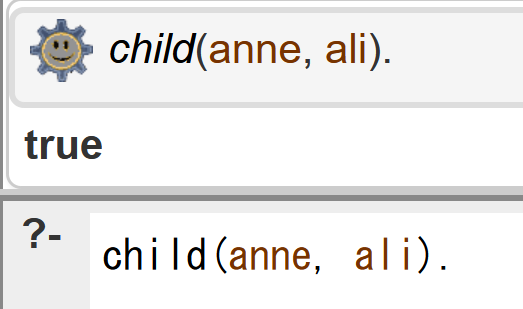 child(anne, ali).
true
?- child(anne, ali).